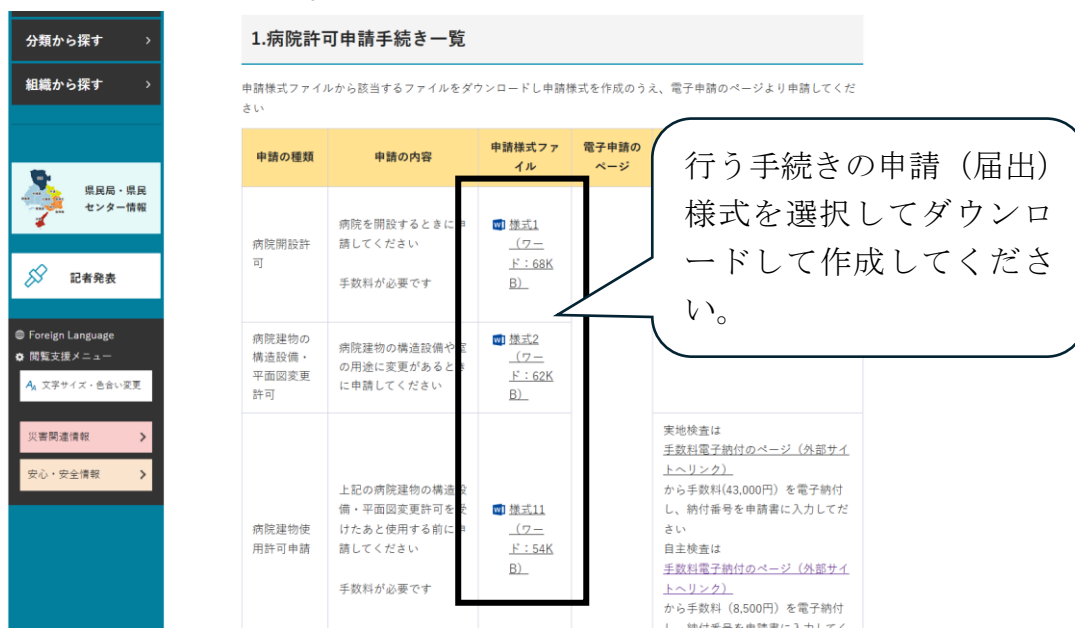 分類から探す
組織から探す
県民局・県民
センター情報
記者発表
Foreign Language
閲覧支援メニュー
文字サイズ・色合い変更
災害関連情報
安心・安全情報
1.病院許可申請手続き一覧
申請様式ファイルから該当するファイルをダウンロードし申請様式を作成のうえ、電子申請のページより申請してくだ
さい
申請の種類
申請の内容
申請様式ファ
イル
電子申請の
ページ
病院開設許
可
病院を開設するときに申
請してください
手数料が必要です
様式1
(ワー
ド:68K
B)
病院建物の
構造設備・
平面図変更
許可
病院建物の構造設備や室
の用途に変更があるとき
に申請してください
様式2
(ワー
ド:62K
B)
病院建物使
用許可申請
上記の病院建物の構造設
備・平面図変更許可を受
けたあと使用する前に申
請してください
手数料が必要です
様式11
(ワー
ド:54K
B)
実地検査は
手数料電子納付のページ(外部サイ
トへリンク)
から手数料(43,000円)を電子納付
し、納付番号を申請書に入力してだ
さい
自主検査は
手数料電子納付のページ(外部サイ
トへリンク)
から手数料(8,500円)を電子納付
し、納付番号を申請書に入力してく
行う手続きの申請(届出)
様式を選択してダウンロ
ードして作成してくださ
い。